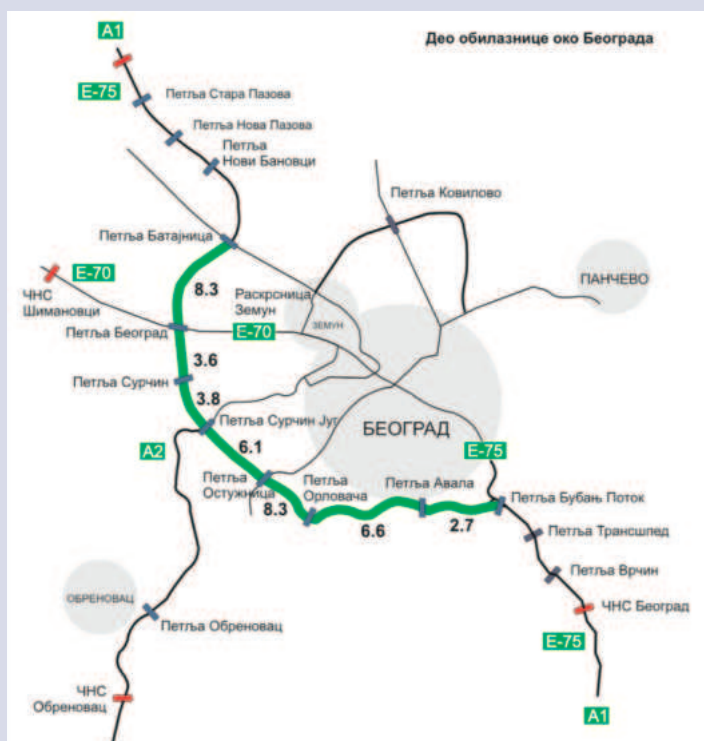 A1
Део обилазнице око Београда
E-75
Петља Стара Пазова
Петља Нова Пазова
Петља
Нови Бановци
Петља Ковилово
Петља Батајница
E-70
ПАНЧЕВО
ЧНС
Шимановци
8.3
Раскрсница
Земун
ЗЕМУН
Петља Београд
E-70
3.6
Петља Сурчин
3.8
Петља Сурчин Југ
БЕОГРАД
A2
6.1
E-75
Петља
Остужница
Петља
Орловача
Петља Авала
Петља Бубањ Поток
8.3
6.6
2.7
Петља Трансшпед
Петља Врчин
ОБРЕНОВАЦ
ЧНС Београд
Петља Обреновац
E-75
ЧНС
Обреновац
A1